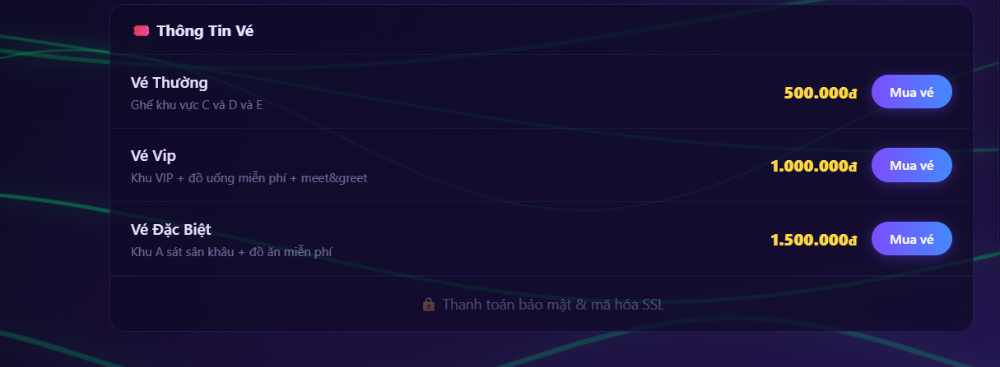 Thông Tin Vé
Vé Thường
Ghế khu vực C và D và E
500.000đ
Mua vé
Vé Vip
Khu VIP + đồ uống miễn phí + meet&greet
1.000.000đ
Mua vé
Vé Đặc Biệt
Khu A sát sân khấu + đồ ăn miễn phí
1.500.000đ
Mua vé
Thanh toán bảo mật & mã hóa SSL